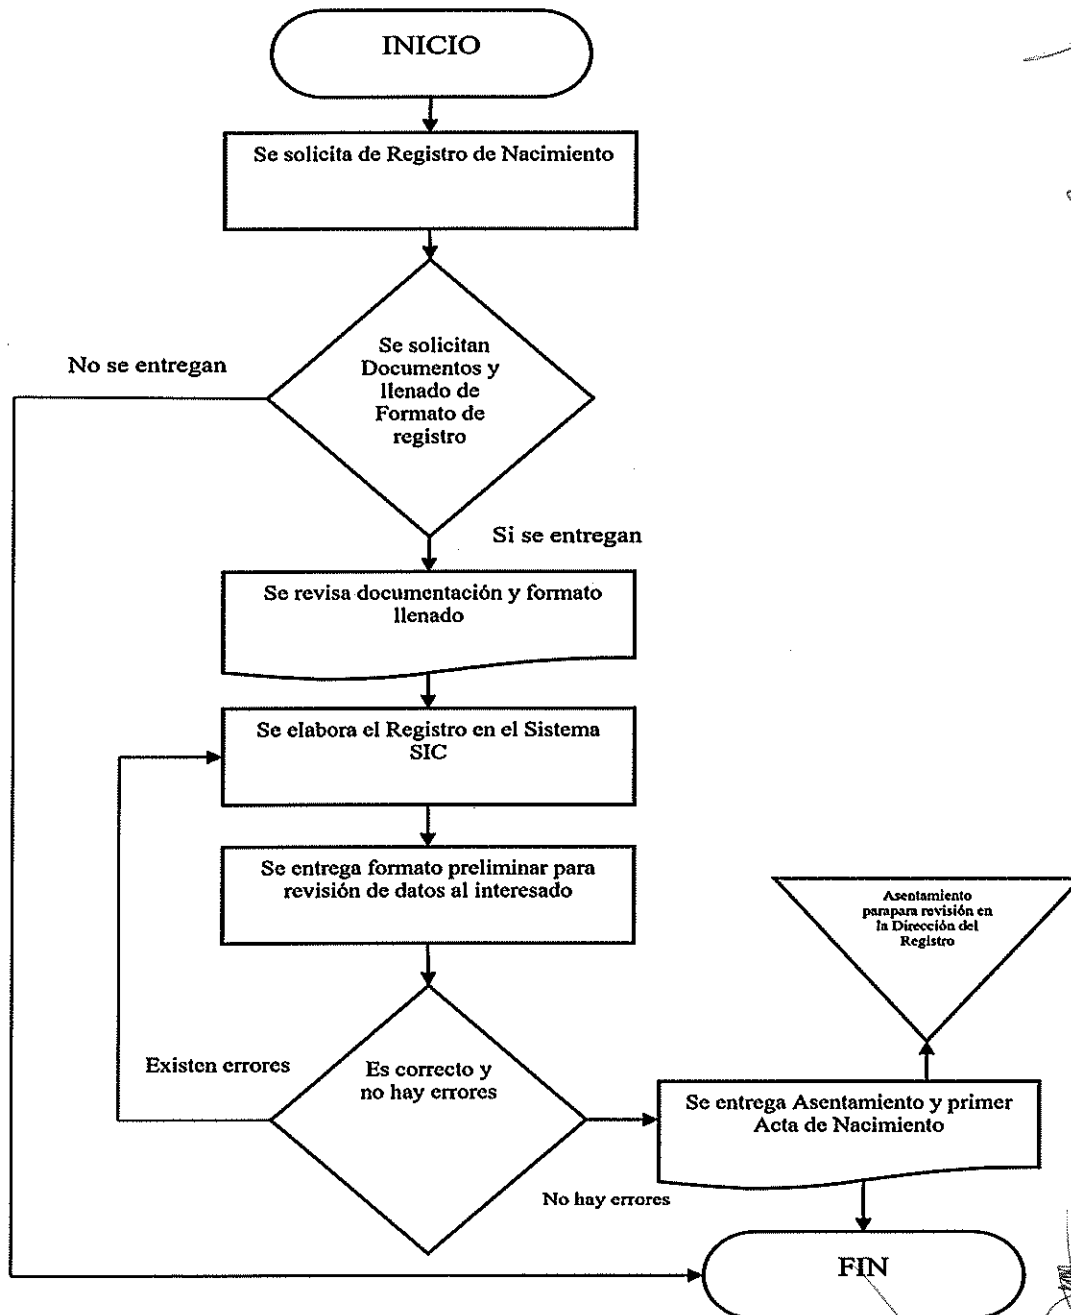 INICIO
Se solicita de Registro de Nacimiento
Se solicitan
Documentos y
llenado de
Formato de
registro
No se entregan
Si se entregan
Se revisa documentación y formato
llenado
Se elabora el Registro en el Sistema
SIC
Se entrega formato preliminar para
revisión de datos al interesado
Asentamiento
parapara revisión en
la Dirección del
Registro
Existen errores
Es correcto y
no hay errores
Se entrega Asentamiento y primer
Acta de Nacimiento
No hay errores
FIN